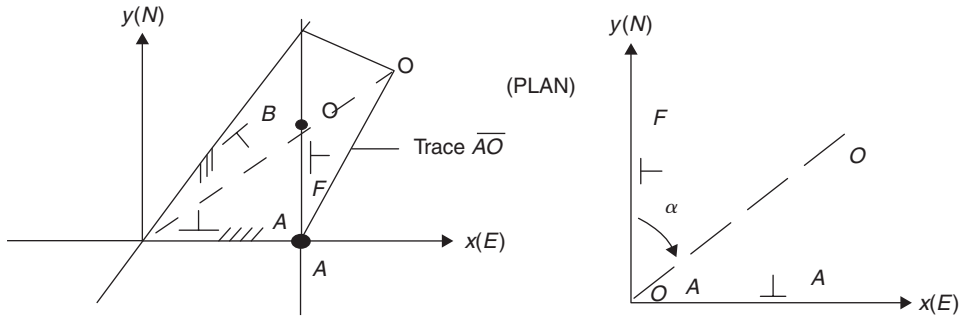 y(N)
O
B
O
Trace AO
F
A
x(E)
A
(PLAN)
y(N)
F
O
α
O A A
x(E)